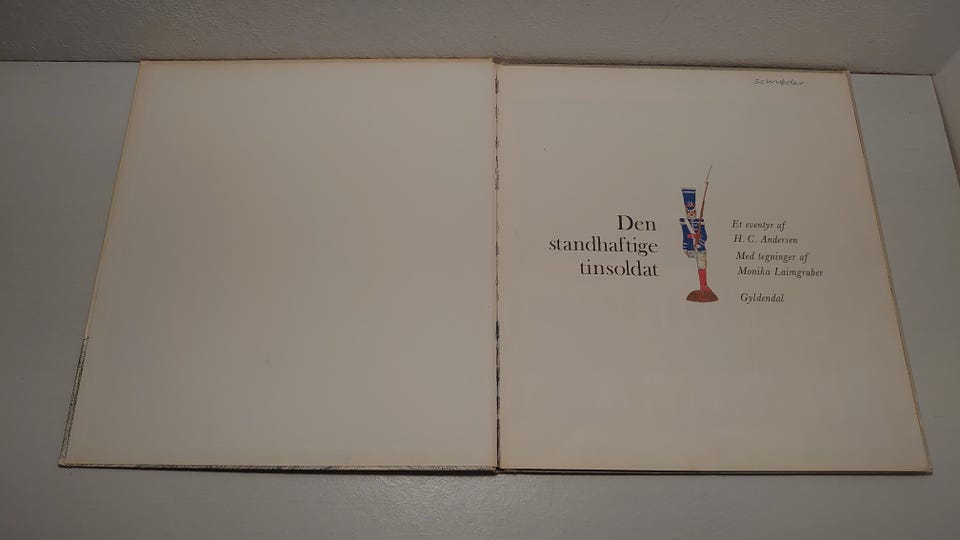 Schrøder
Den
standhaftige
tinsoldat
Et eventyr af
H. C. Andersen
Med tegninger af
Monika Laimgruber
Gyldendal